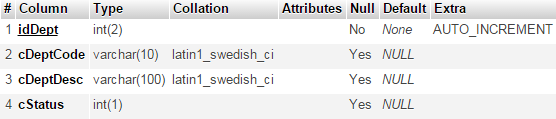 # Column Type Collation Attributes Null Default Extra
1 idDept int(2) No None AUTO_INCREMENT
2 cDeptCode varchar(10) latin1_swedish_ci Yes NULL
3 cDeptDesc varchar(100) latin1_swedish_ci Yes NULL
4 cStatus int(1) Yes NULL